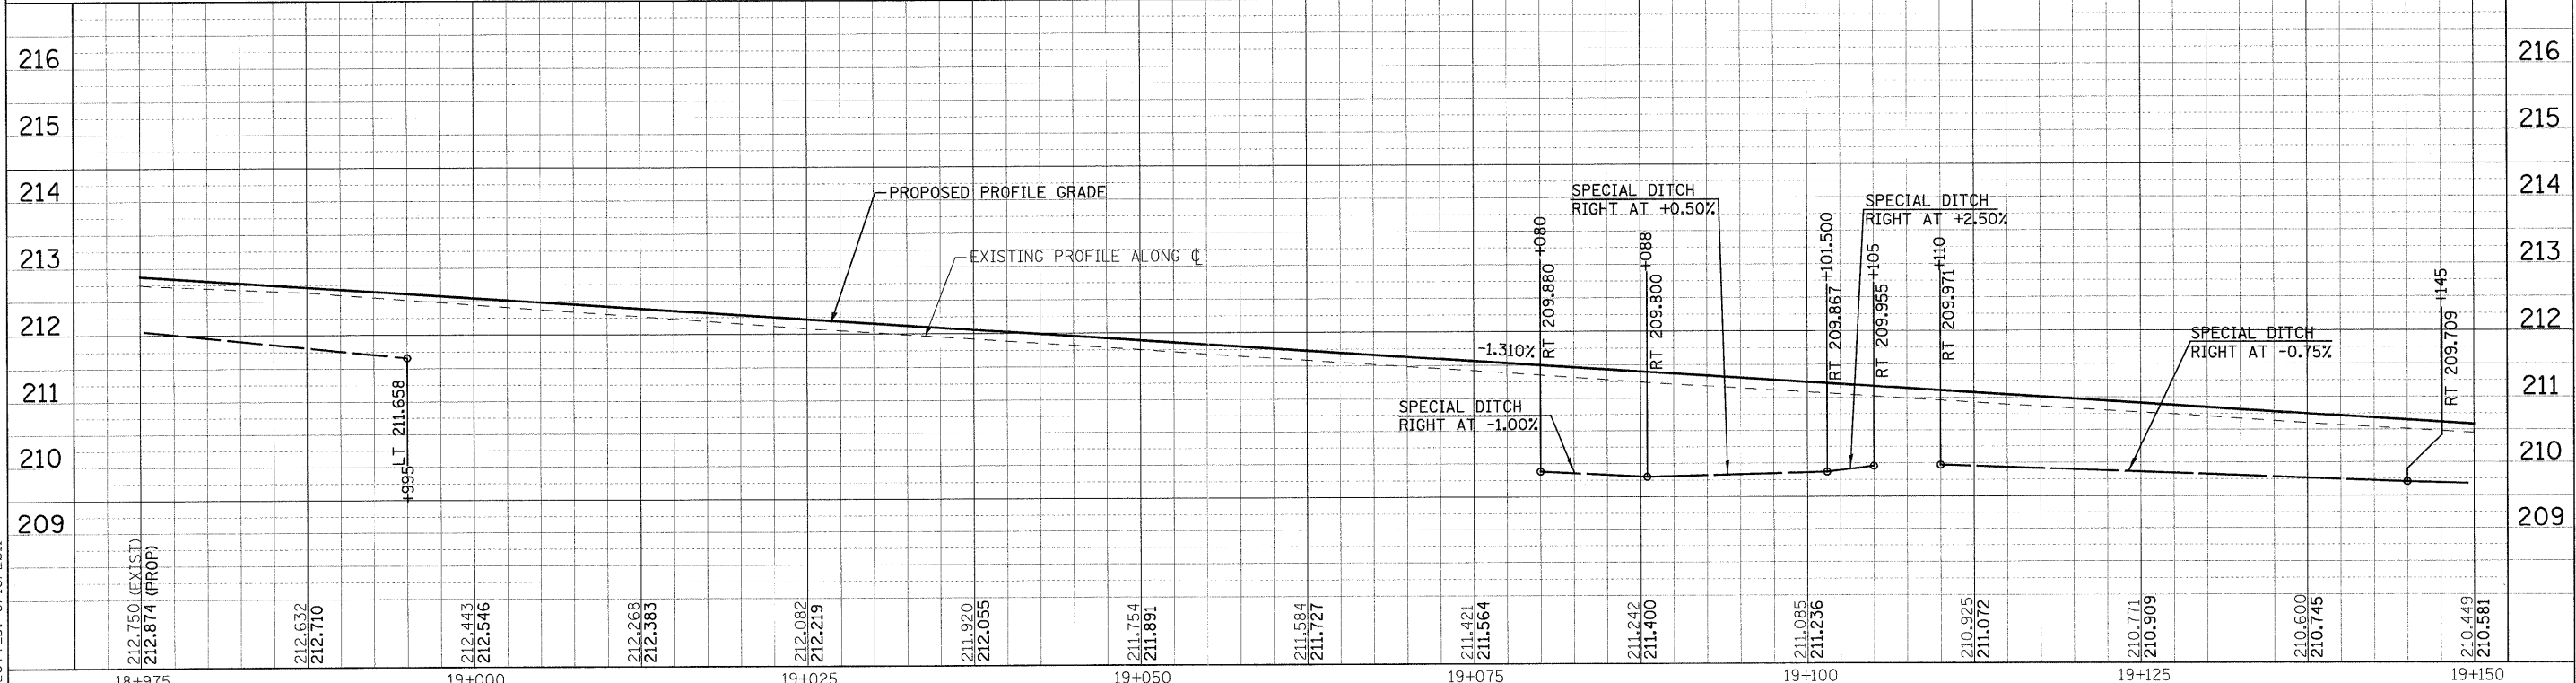 216
216
215
215
214
214
213
213
212
212
211
211
210
210
209
209
PROPOSED PROFILE GRADE
EXISTING PROFILE ALONG ℄
SPECIAL DITCH
RIGHT AT +0.50%
SPECIAL DITCH
RIGHT AT +2.50%
SPECIAL DITCH
RIGHT AT -0.75%
SPECIAL DITCH
RIGHT AT -1.00%
-1.310%
+995 LT 211.658
RT 209.880 +080
RT 209.800 +088
RT 209.867 +101.500
RT 209.955 +105
RT 209.971 +110
RT 209.709 +145
212.750 (EXIST)
212.874 (PROP)
212.632
212.710
212.443
212.546
212.268
212.383
212.082
212.219
211.920
212.055
211.754
211.891
211.584
211.727
211.421
211.564
211.242
211.400
211.085
211.236
210.925
211.072
210.771
210.909
210.600
210.745
210.449
210.581
18+975
19+000
19+025
19+050
19+075
19+100
19+125
19+150